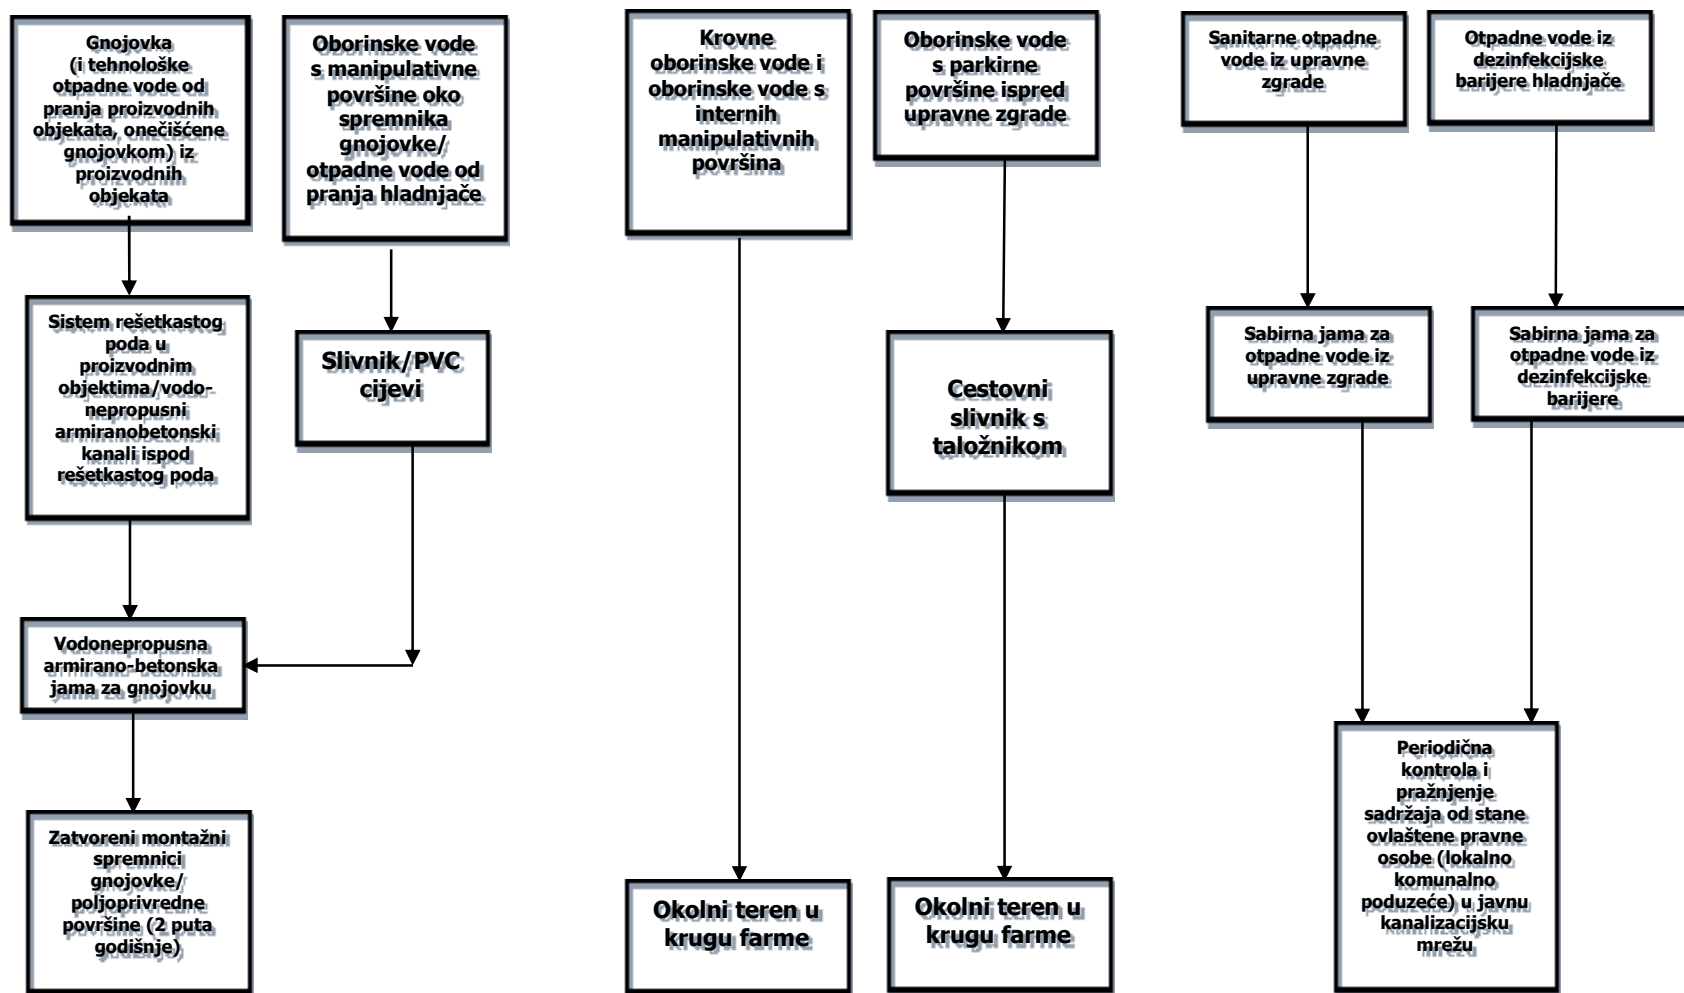 Gnojovka
(i tehnološke
otpadne vode od
pranja proizvodnih
objekata, onečišćene
gnojovkom) iz
proizvodnih
objekata
Oborinske vode
s manipulativne
površine oko
spremnika
gnojovke/
otpadne vode od
pranja hladnjače
Krovne
oborinske vode i
oborinske vode s
internih
manipulativnih
površina
Oborinske vode
s parkirne
površine ispred
upravne zgrade
Sanitarne otpadne
vode iz upravne
zgrade
Otpadne vode iz
dezinfekcijske
barijere hladnjače
Sistem rešetkastog
poda u
proizvodnim
objektima/vodo-
nepropusni
armiranobetonski
kanali ispod
rešetkastog poda
Slivnik/PVC
cijevi
Cestovni
slivnik s
taložnikom
Sabirna jama za
otpadne vode iz
upravne zgrade
Sabirna jama za
otpadne vode iz
dezinfekcijske
barijere
Vodonepropusna
armirano-betonska
jama za gnojovku
Zatvoreni montažni
spremnici
gnojovke/
poljoprivredne
površine (2 puta
godišnje)
Okolni teren u
krugu farme
Okolni teren u
krugu farme
Periodična
kontrola i
pražnjenje
sadržaja od stane
ovlaštene pravne
osobe (lokalno
komunalno
poduzeće) u javnu
kanalizacijsku
mrežu